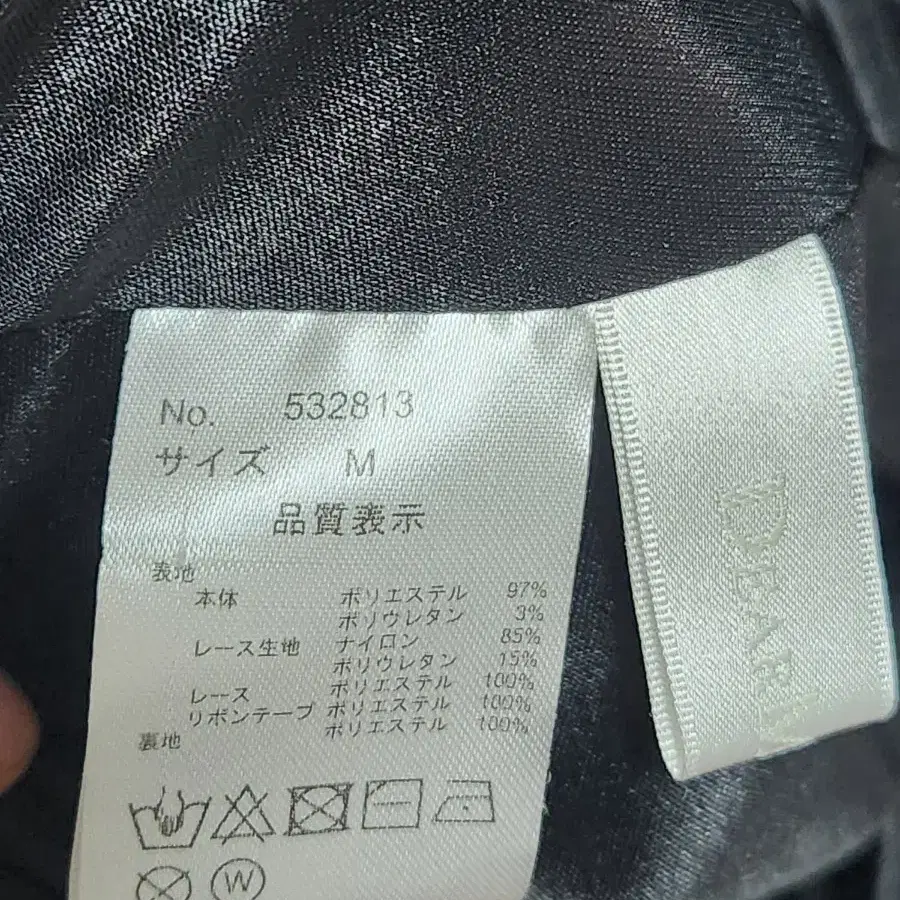 No. 532813
サイズ M
品質表示
表地
本体 ポリエステル 97%
ポリウレタン 3%
レース生地 ナイロン 85%
ポリウレタン 15%
レース ポリエステル 100%
リボンテープ ポリエステル 100%
裏地 ポリエステル 100%
W
DEAR